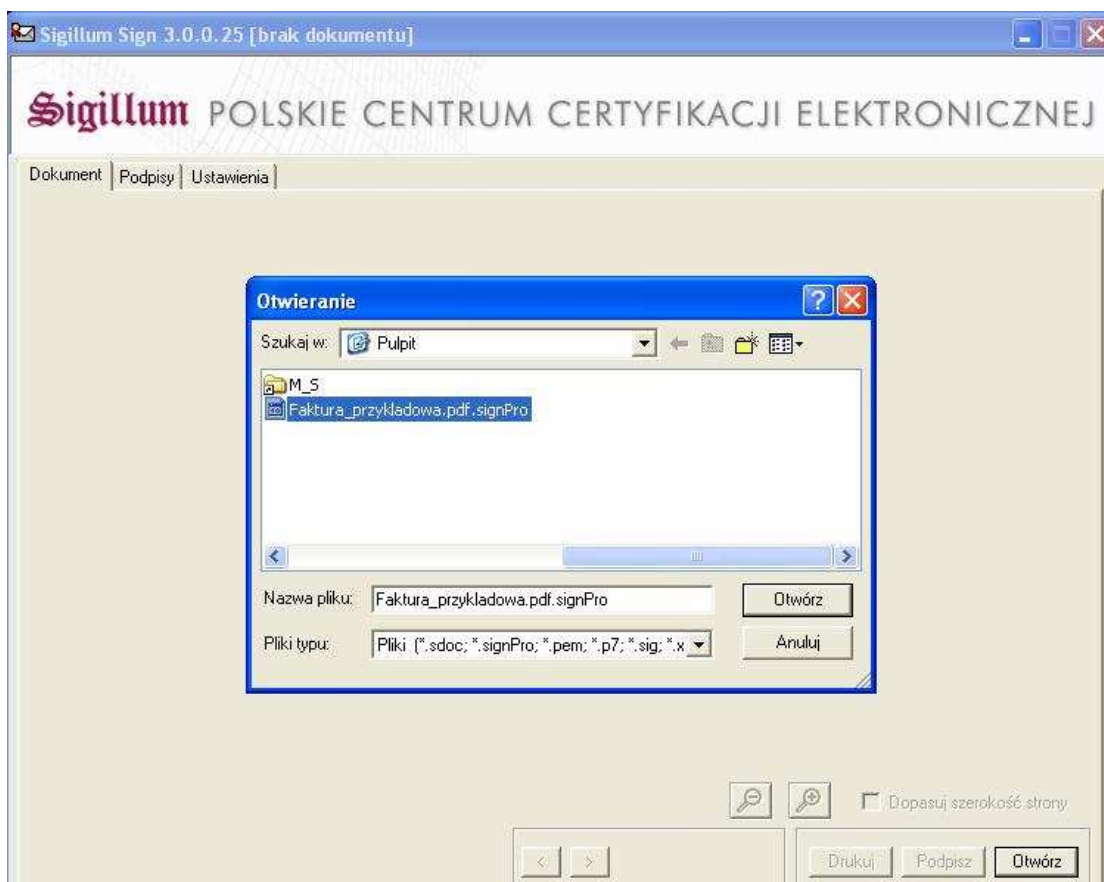 Sigillum Sign 3.0.0.25 [brak dokumentu]
Sigillum POLSKIE CENTRUM CERTYFIKACJI ELEKTRONICZNEJ
Dokument Podpisy Ustawienia
Otwieranie
Szukaj w: Pulpit
M_S
Faktura_przykladowa.pdf.signPro
Nazwa pliku: Faktura_przykladowa.pdf.signPro Otwórz
Pliki typu: Pliki (*.sdoc; *.signPro; *.pem; *.p7; *.sig; *.x Anuluj
Dopasuj szerokość strony
< > Drukuj Podpisz Otwórz